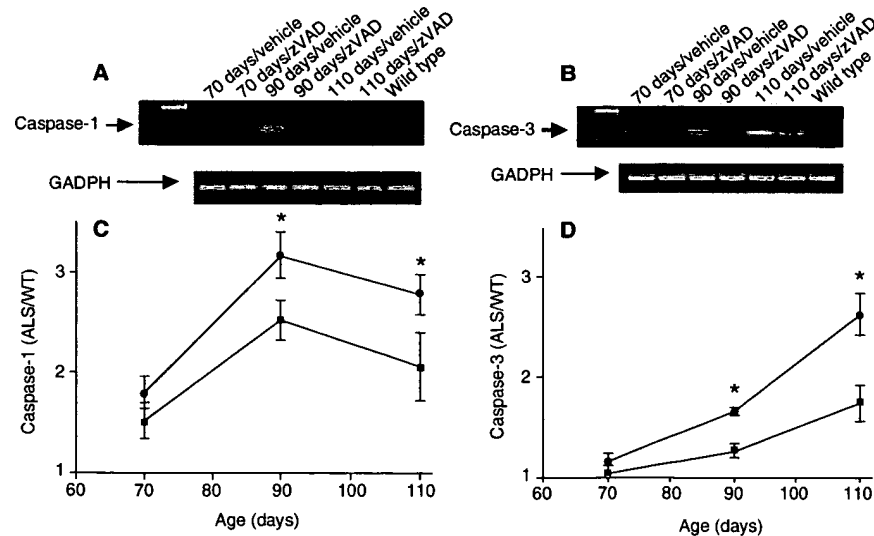 A
70 days/vehicle
70 days/zVAD
90 days/vehicle
90 days/zVAD
110 days/vehicle
110 days/zVAD
Wild type
Caspase-1
GADPH
B
70 days/vehicle
70 days/zVAD
90 days/vehicle
90 days/zVAD
110 days/vehicle
110 days/zVAD
Wild type
Caspase-3
GADPH
C
*
*
3
2
1
Caspase-1 (ALS/WT)
60 70 80 90 100 110
Age (days)
D
*
*
3
2
1
Caspase-3 (ALS/WT)
60 70 80 90 100 110
Age (days)